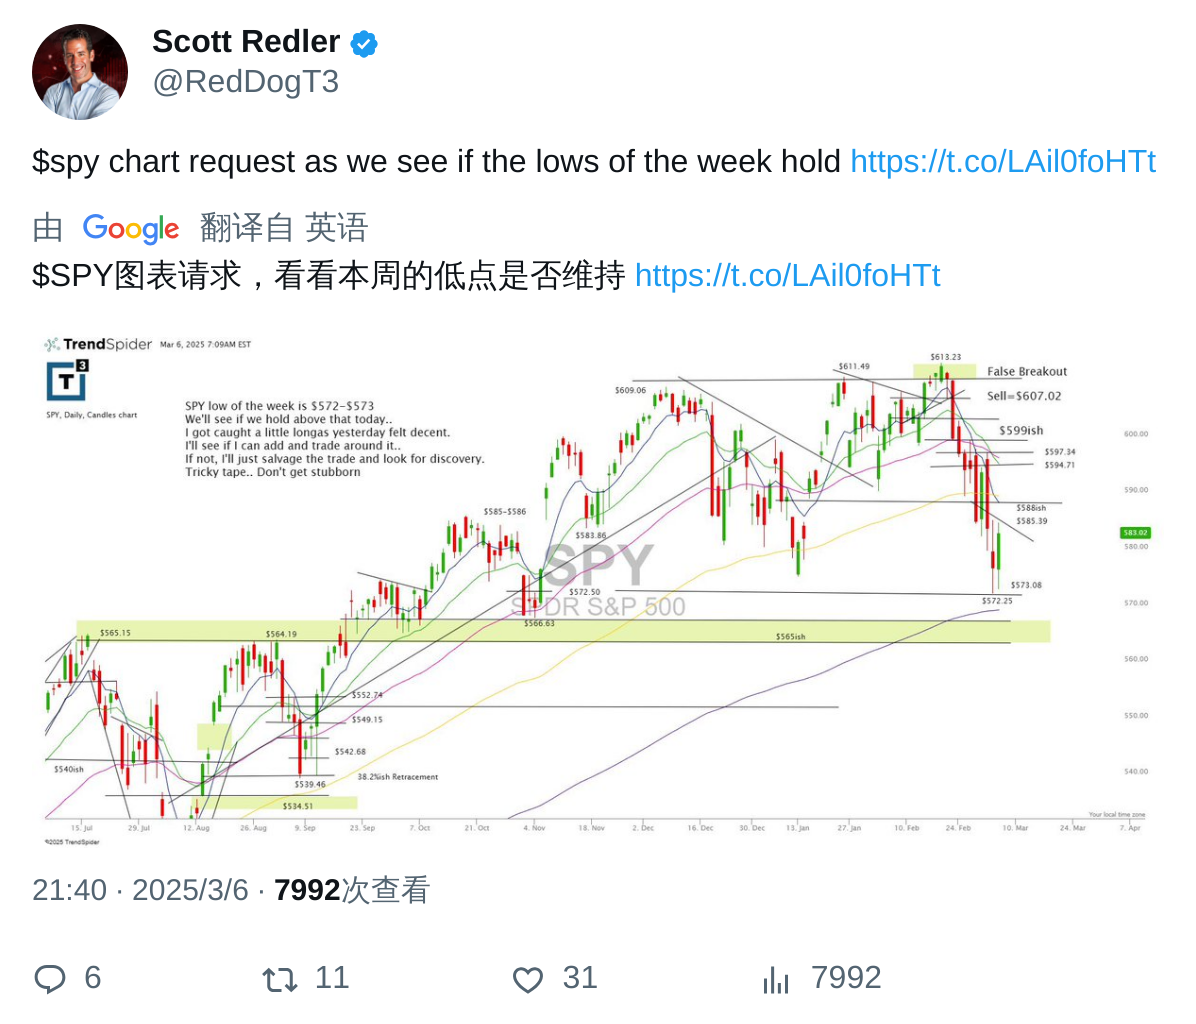 Scott Redler
@RedDogT3
$spy chart request as we see if the lows of the week hold https://t.co/LAil0foHTt
由 Google 翻译自 英语
$SPY图表请求，看看本周的低点是否维持 https://t.co/LAil0foHTt
TrendSpider Mar 6, 2025 7:09AM EST
T3
SPY, Daily, Candles chart
SPY low of the week is $572-$573
We'll see if we hold above that today..
I got caught a little longas yesterday felt decent.
I'll see if I can add and trade around it..
If not, I'll just salvage the trade and look for discovery.
Tricky tape.. Don't get stubborn
$613.23
$611.49
False Breakout
$609.06
Sell=$607.02
$599ish
600.00
$597.34
$594.71
590.00
$585-$586
$588ish
$585.39
$583.86
583.02
580.00
SPY
SPDR S&P 500
$573.08
$572.50
$572.25
570.00
$566.63
$565.15
$564.19
$565ish
560.00
$552.74
$549.15
550.00
$542.68
$540ish
540.00
38.2%ish Retracement
$539.46
$534.51
Your local time zone
15. Jul 29. Jul 12. Aug 26. Aug 9. Sep 23. Sep 7. Oct 21. Oct 4. Nov 18. Nov 2. Dec 16. Dec 30. Dec 13. Jan 27. Jan 10. Feb 24. Feb 10. Mar 24. Mar 7. Apr
©2025 TrendSpider
21:40 · 2025/3/6 · 7992次查看
6 11 31 7992